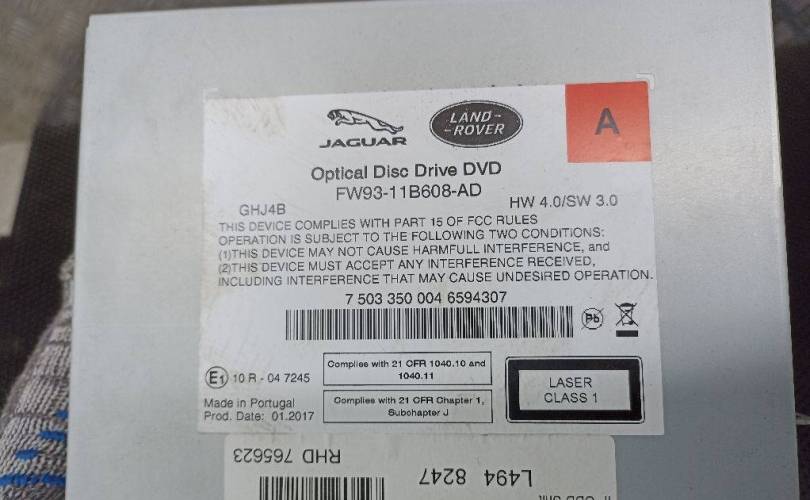 JAGUAR
LAND-
-ROVER
A
Optical Disc Drive DVD
FW93-11B608-AD
GHJ4B
HW 4.0/SW 3.0
THIS DEVICE COMPLIES WITH PART 15 OF FCC RULES
OPERATION IS SUBJECT TO THE FOLLOWING TWO CONDITIONS:
(1)THIS DEVICE MAY NOT CAUSE HARMFULL INTERFERENCE, and
(2)THIS DEVICE MUST ACCEPT ANY INTERFERENCE RECEIVED,
INCLUDING INTERFERENCE THAT MAY CAUSE UNDESIRED OPERATION.
7 503 350 004 6594307
Pb
E1 10 R - 04 7245
Complies with 21 CFR 1040.10 and
1040.11
LASER
CLASS 1
Made in Portugal
Prod. Date: 01.2017
Complies with 21 CFR Chapter 1,
Subchapter J
RHD 765623
L494 8247